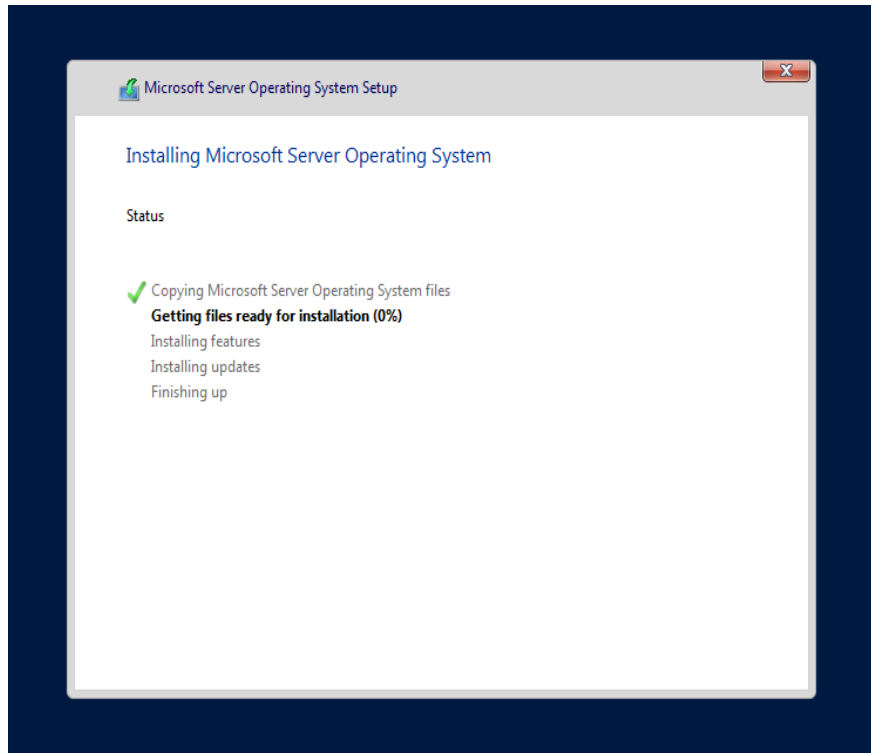 Microsoft Server Operating System Setup
Installing Microsoft Server Operating System
Status
Copying Microsoft Server Operating System files
Getting files ready for installation (0%)
Installing features
Installing updates
Finishing up